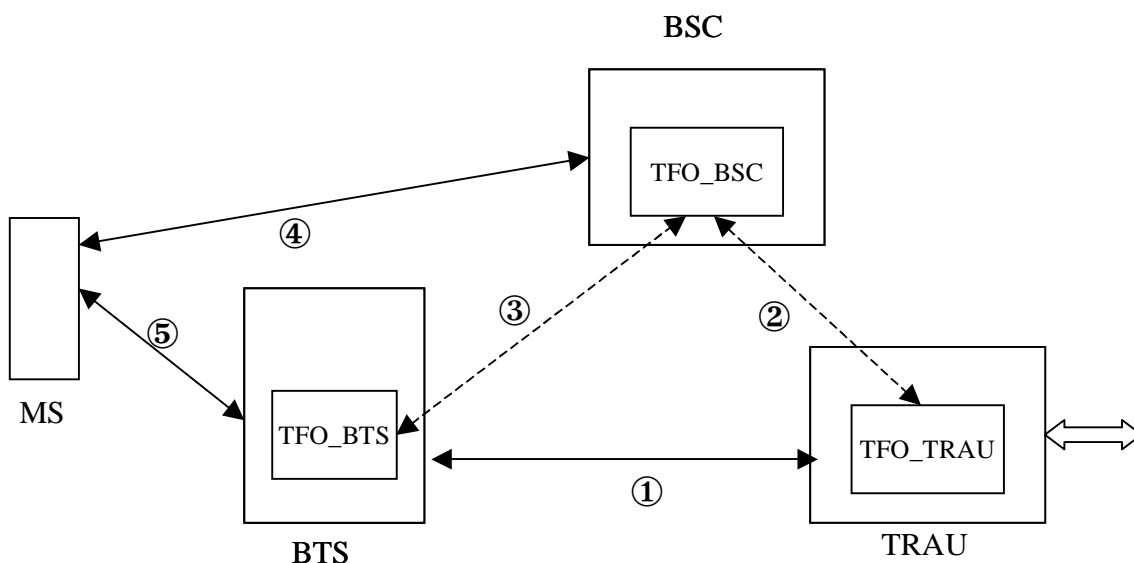 BSC
TFO_BSC
④
③
②
⑤
MS
TFO_BTS
TFO_TRAU
①
BTS
TRAU